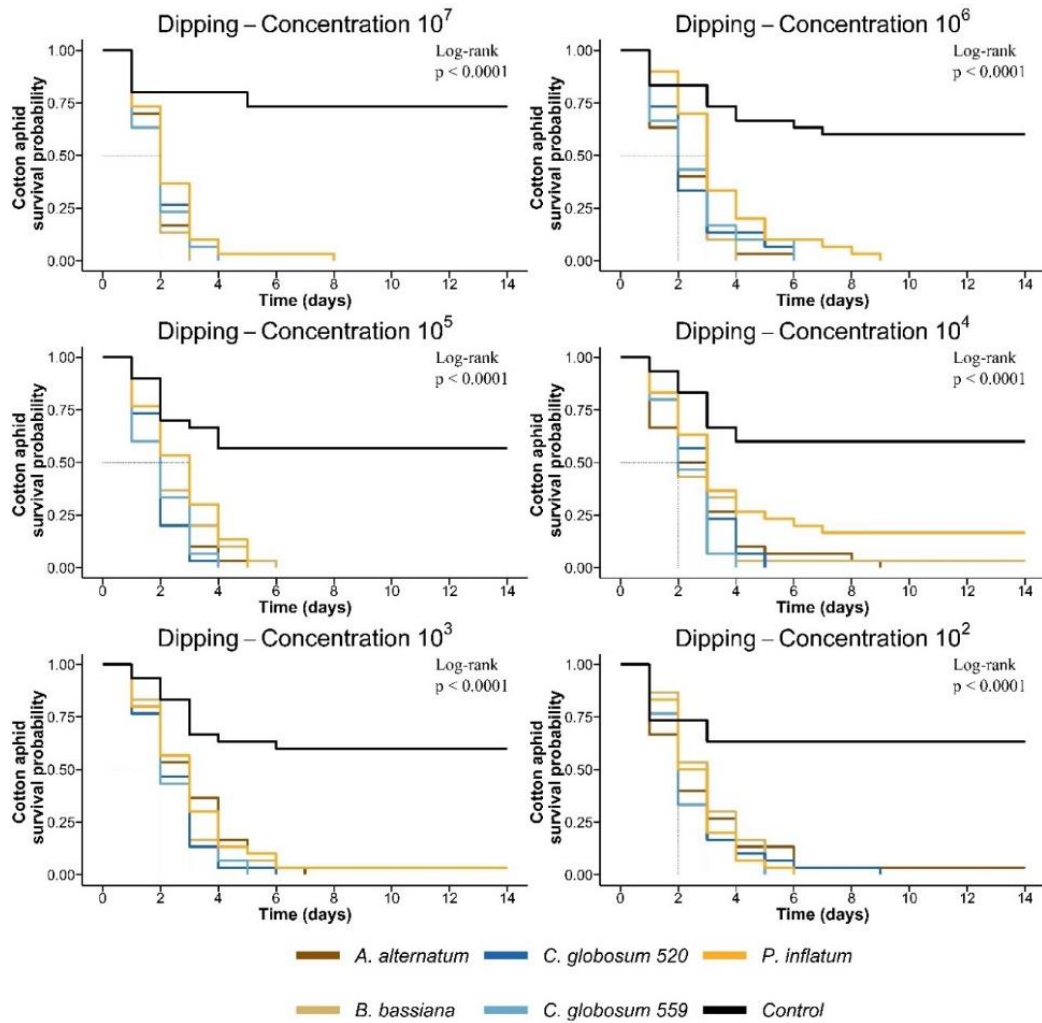 Dipping – Concentration 10⁷
Log-rank
p < 0.0001
Cotton aphid
survival probability
1.00
0.75
0.50
0.25
0.00
0 2 4 6 8 10 12 14
Time (days)
Dipping – Concentration 10⁶
Log-rank
p < 0.0001
Cotton aphid
survival probability
1.00
0.75
0.50
0.25
0.00
0 2 4 6 8 10 12 14
Time (days)
Dipping – Concentration 10⁵
Log-rank
p < 0.0001
Cotton aphid
survival probability
1.00
0.75
0.50
0.25
0.00
0 2 4 6 8 10 12 14
Time (days)
Dipping – Concentration 10⁴
Log-rank
p < 0.0001
Cotton aphid
survival probability
1.00
0.75
0.50
0.25
0.00
0 2 4 6 8 10 12 14
Time (days)
Dipping – Concentration 10³
Log-rank
p < 0.0001
Cotton aphid
survival probability
1.00
0.75
0.50
0.25
0.00
0 2 4 6 8 10 12 14
Time (days)
Dipping – Concentration 10²
Log-rank
p < 0.0001
Cotton aphid
survival probability
1.00
0.75
0.50
0.25
0.00
0 2 4 6 8 10 12 14
Time (days)
A. alternatum C. globosum 520 P. inflatum
B. bassiana C. globosum 559 Control